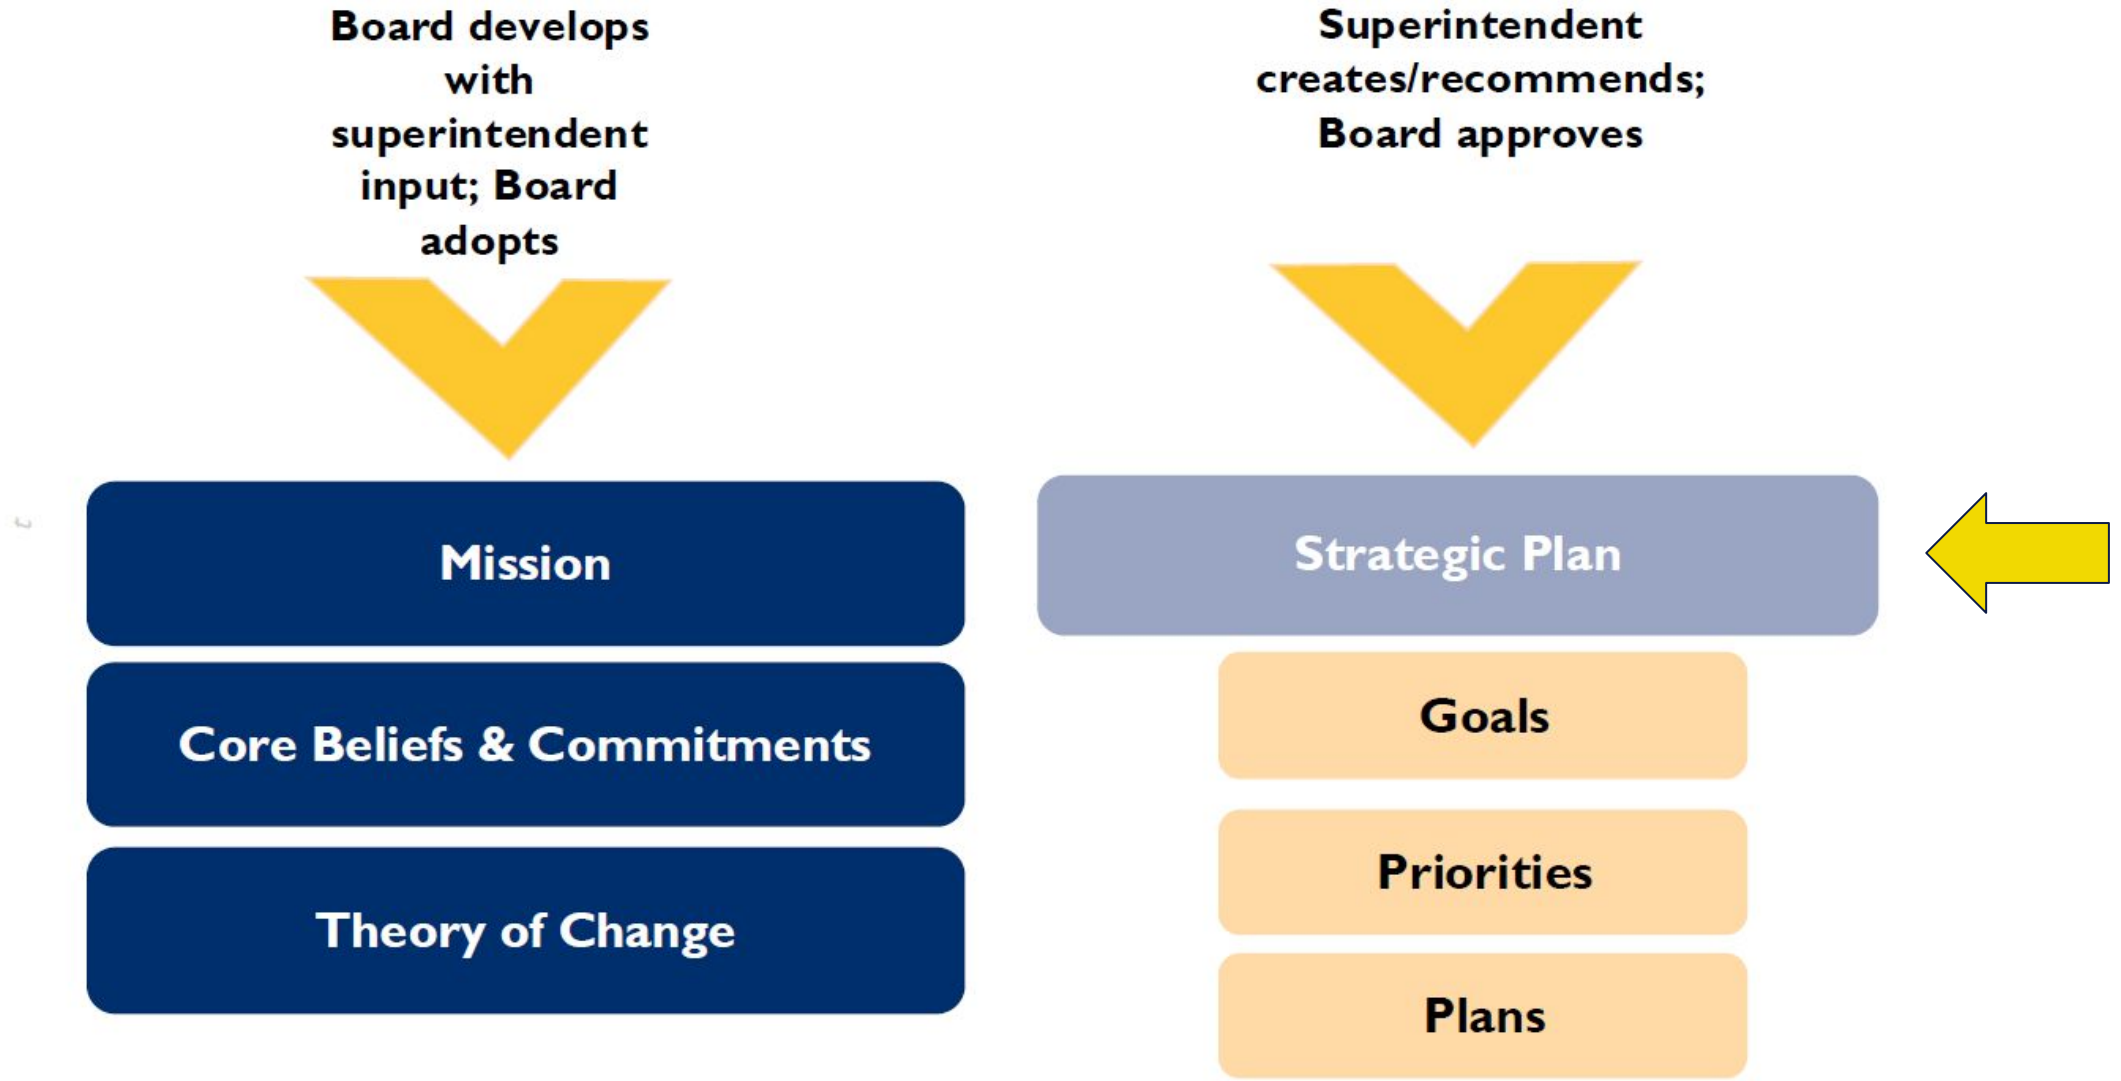 Board develops
with
superintendent
input; Board
adopts
Mission
Core Beliefs & Commitments
Theory of Change
Superintendent
creates/recommends;
Board approves
Strategic Plan
Goals
Priorities
Plans